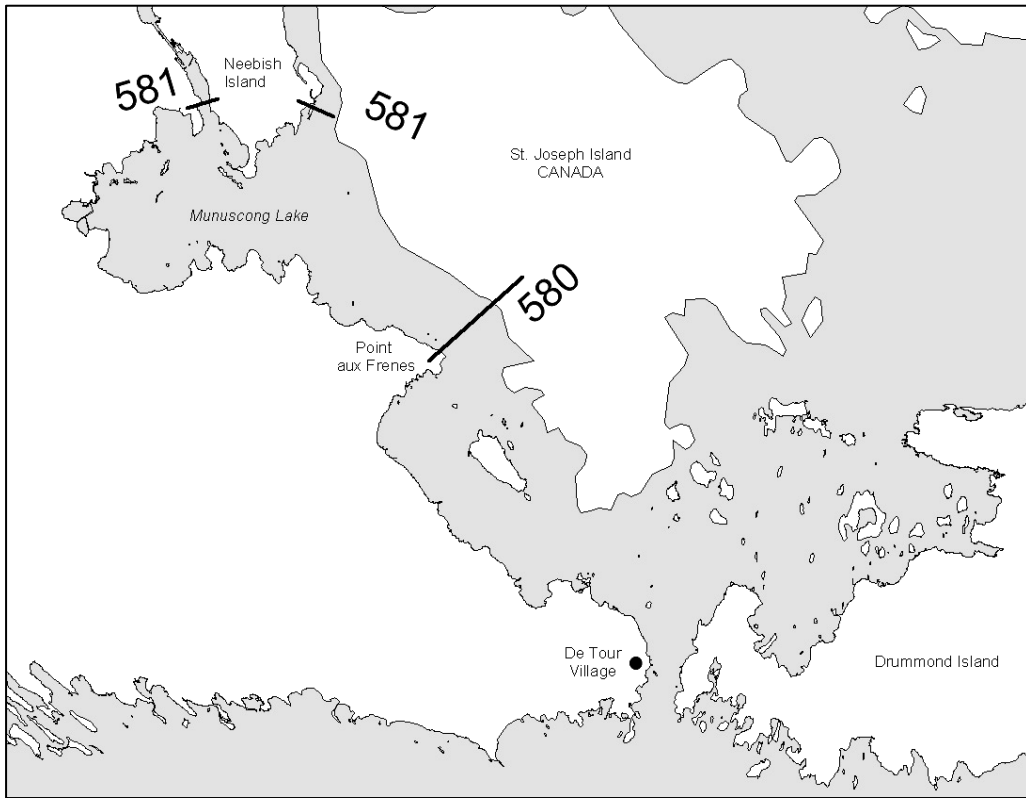 Neebish
Island
581
581
St. Joseph Island
CANADA
Munuscong Lake
580
Point
aux Frenes
De Tour
Village
Drummond Island